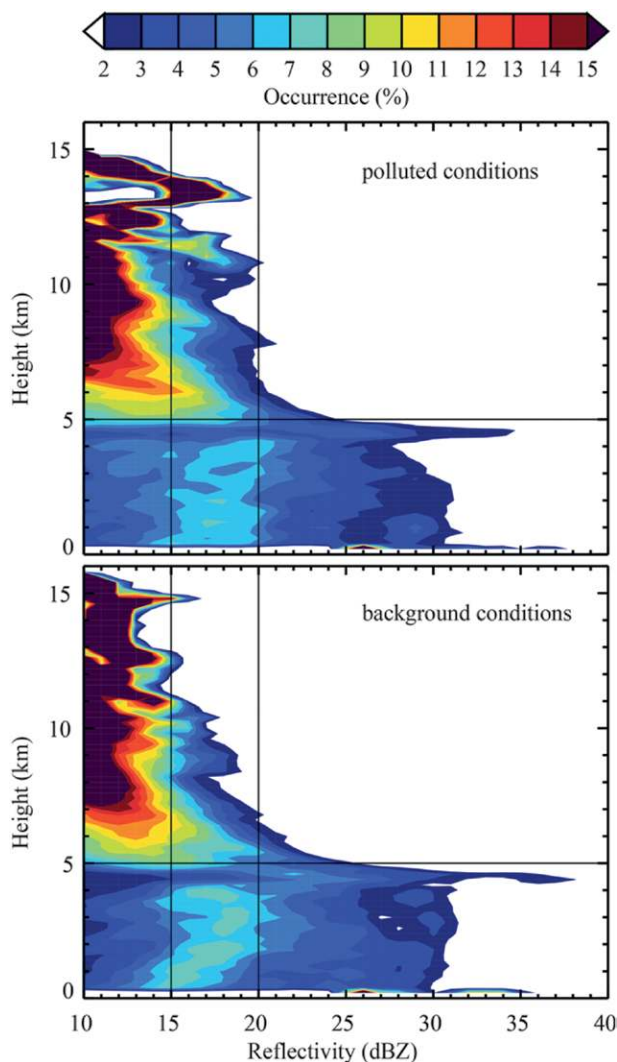 2 3 4 5 6 7 8 9 10 11 12 13 14 15
Occurrence (%)
15
polluted conditions
10
Height (km)
5
0
15
background conditions
10
Height (km)
5
0
10 15 20 25 30 35 40
Reflectivity (dBZ)